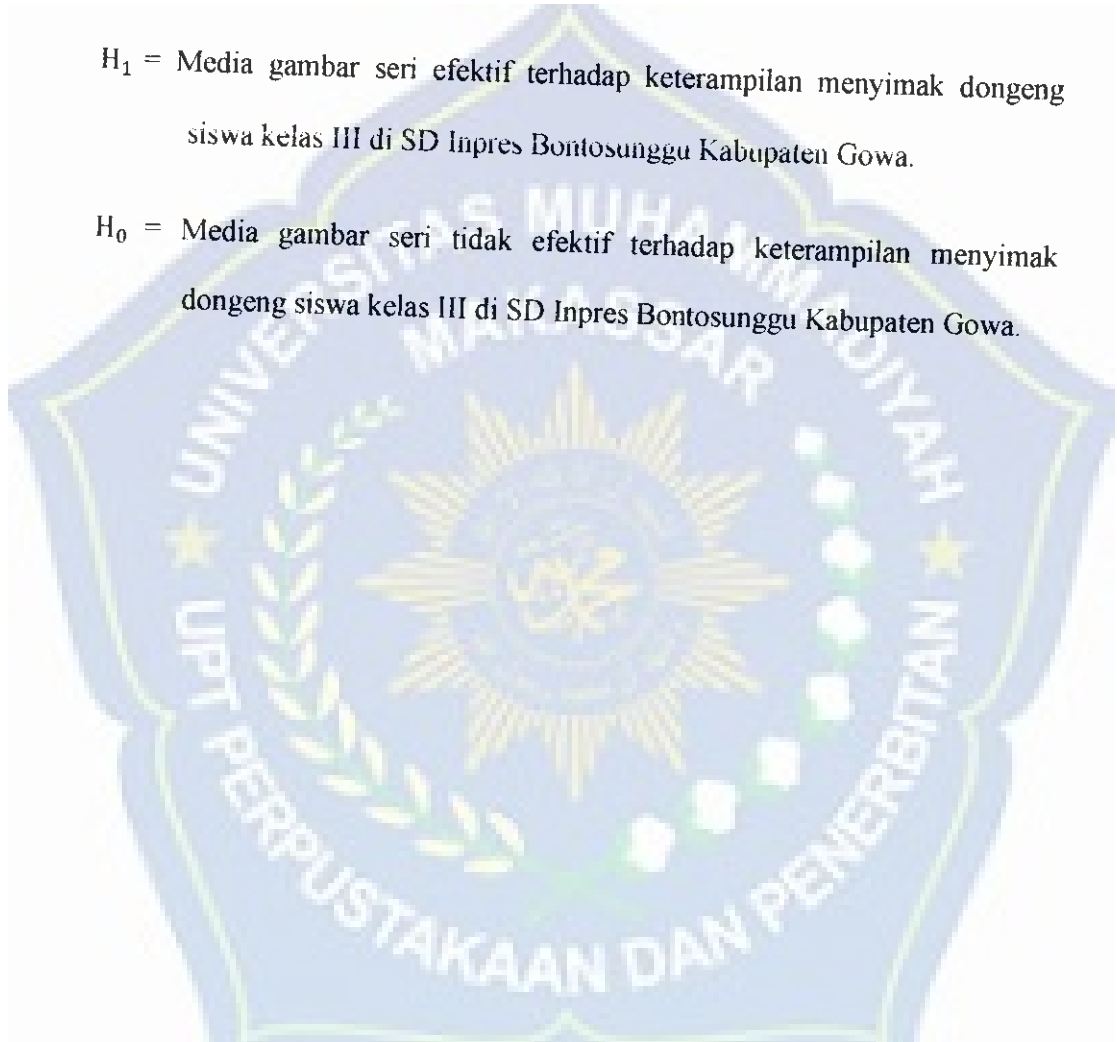 H₁ = Media gambar seri efektif terhadap keterampilan menyimak dongeng
siswa kelas III di SD Inpres Bontosunggu Kabupaten Gowa.
H₀ = Media gambar seri tidak efektif terhadap keterampilan menyimak
dongeng siswa kelas III di SD Inpres Bontosunggu Kabupaten Gowa.
UNIVERSITAS MUHAMMADIYAH
MAKASSAR
UPT PERPUSTAKAAN DAN PENERBITAN